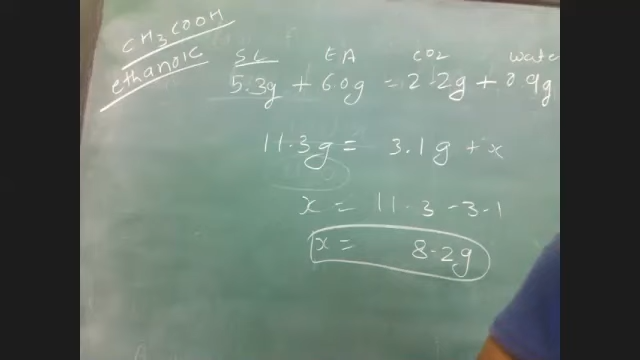 CH3COOH
ethanoic
SC EA CO2 Water
5.3g + 6.0g = 2.2g + 0.9g
11.3g = 3.1g + x
x = 11.3 - 3.1
x = 8.2g